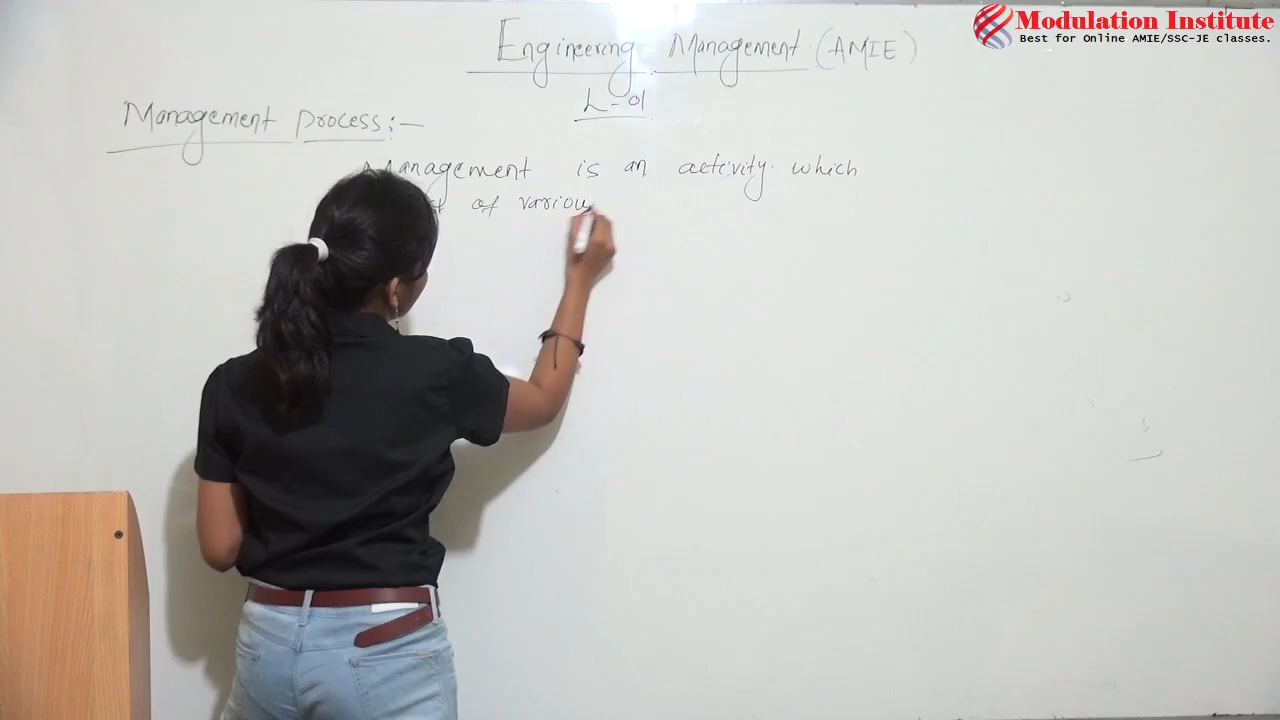 Modulation Institute
Best for Online AMIE/SSC-JE classes.
Engineering Management (AMIE)
L-01
Management process:-
Management is an activity which
of variou